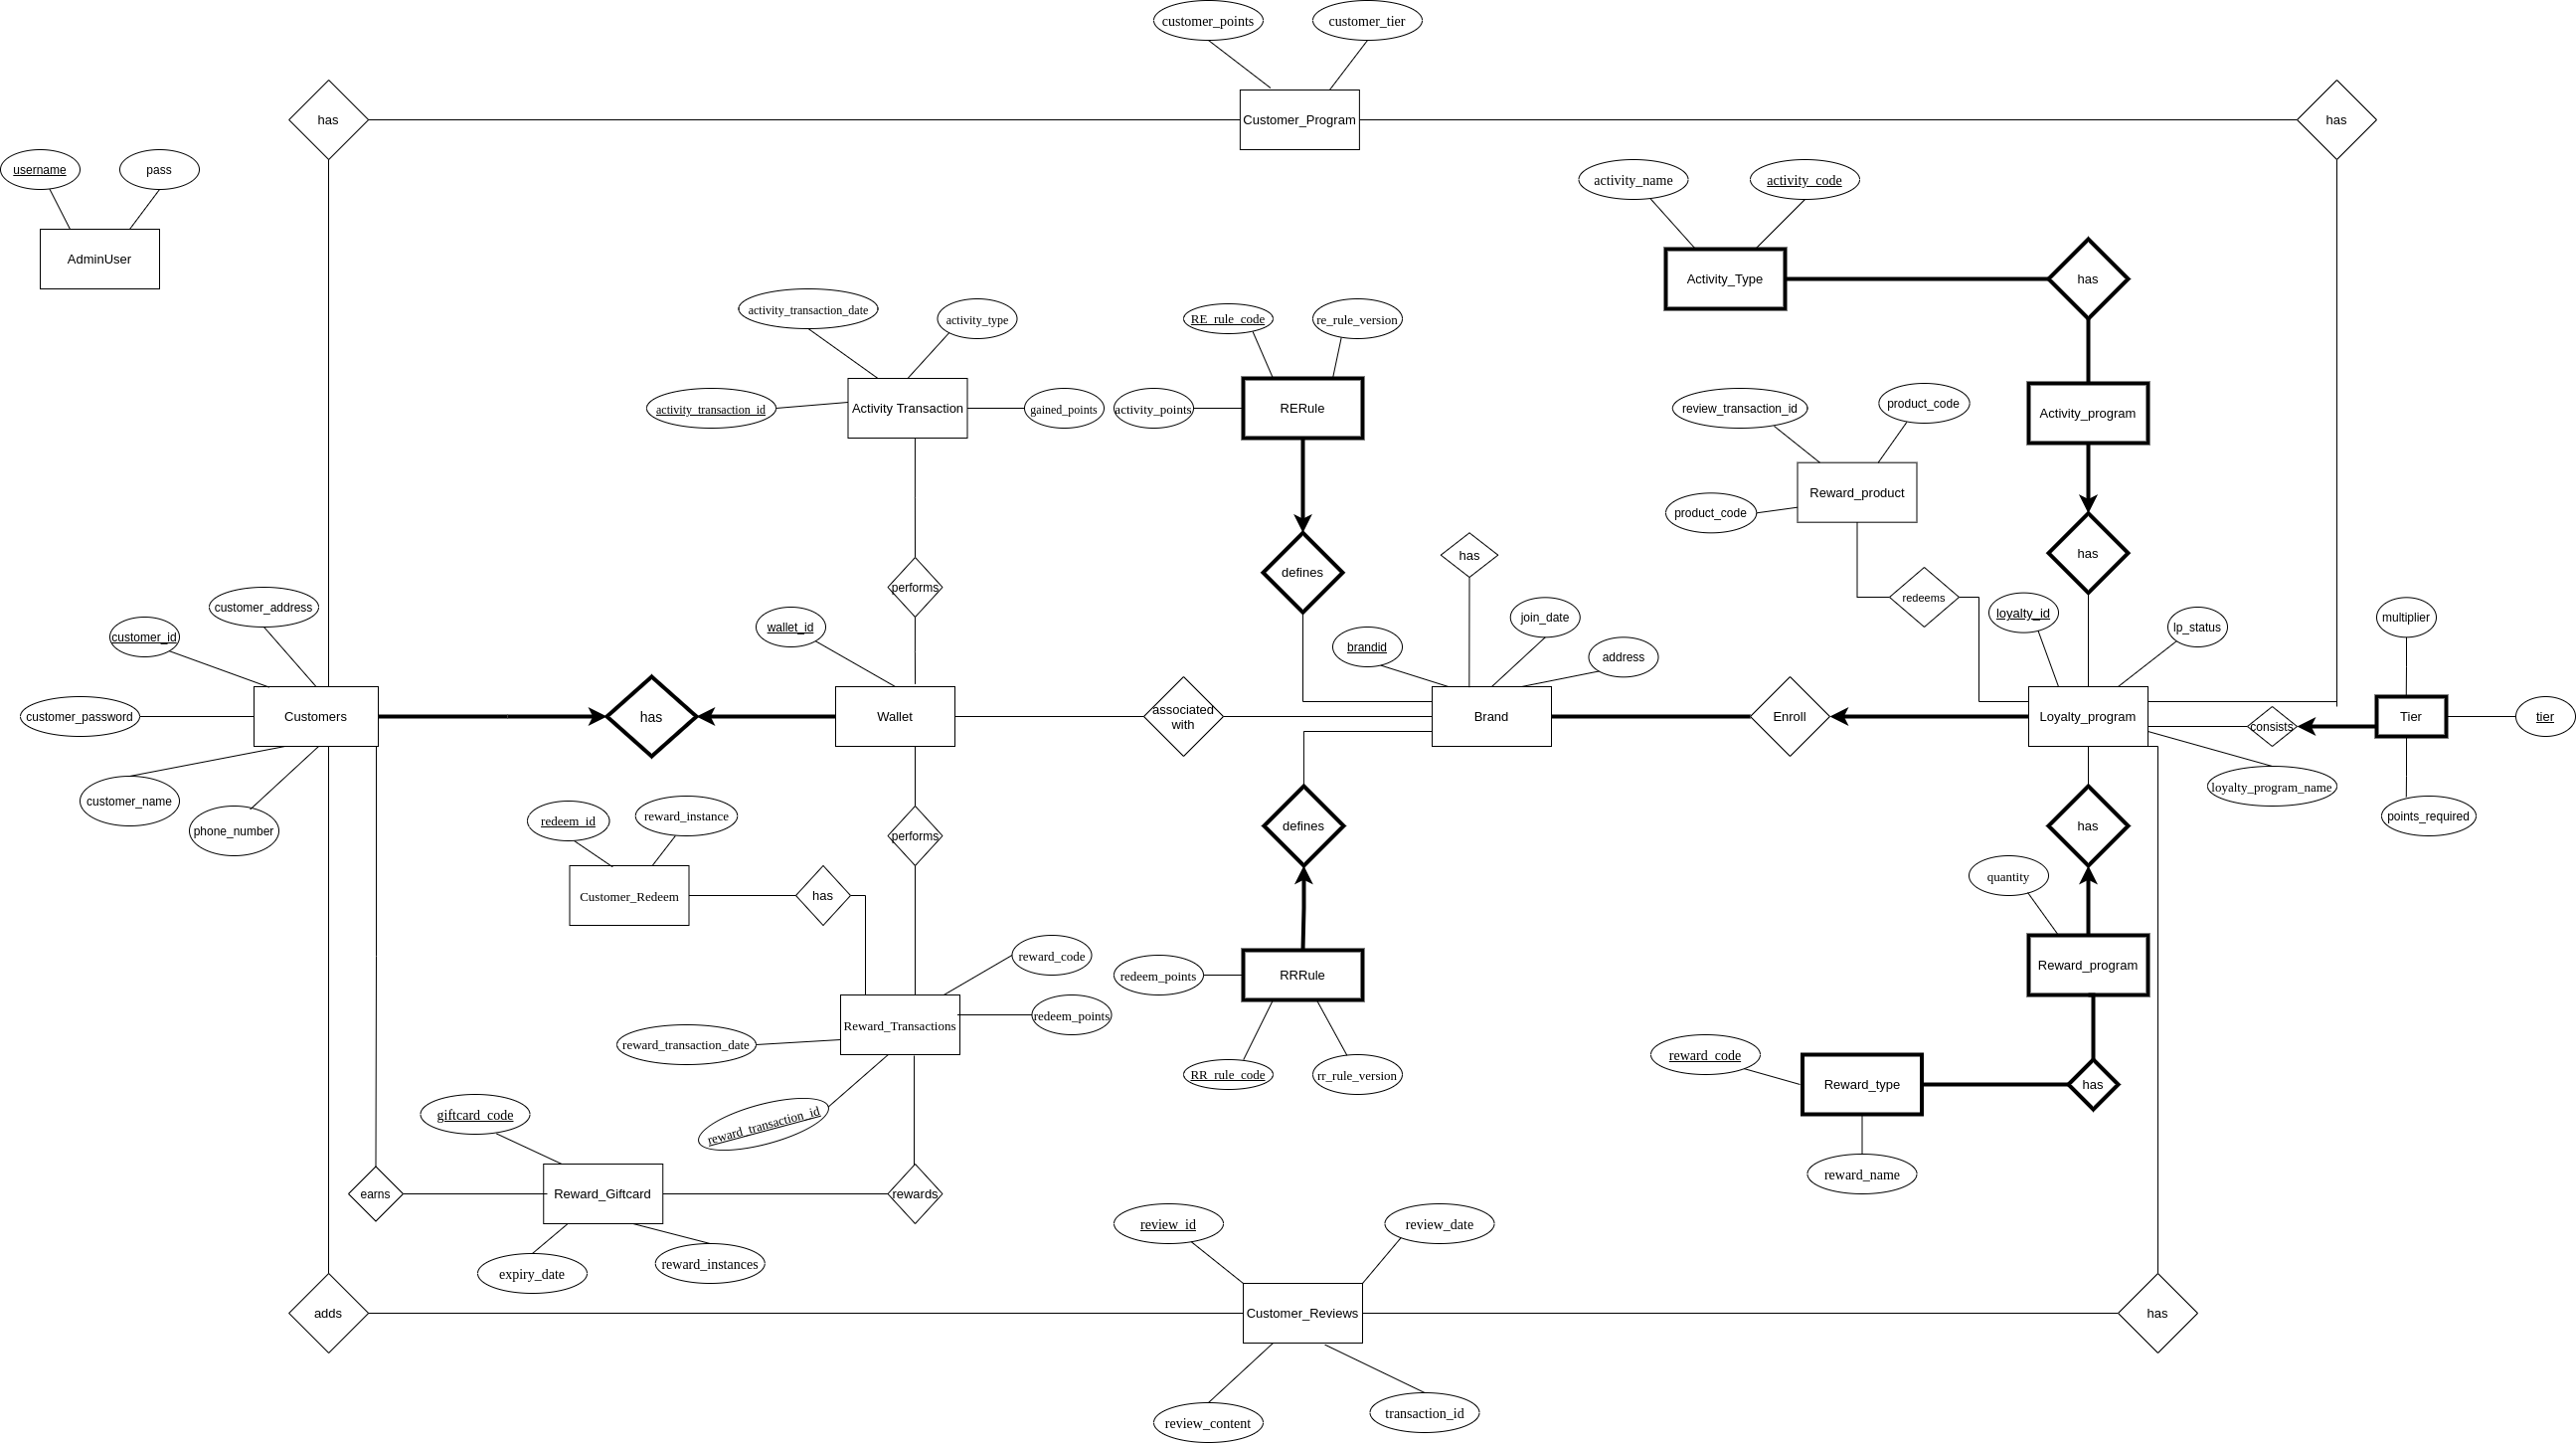 customer_points
customer_tier
has
Customer_Program
has
username
pass
activity_name
activity_code
AdminUser
Activity_Type
has
activity_transaction_date
activity_type
RE_rule_code
re_rule_version
activity_transaction_id
Activity Transaction
gained_points
activity_points
RERule
review_transaction_id
product_code
Activity_program
Reward_product
product_code
has
has
defines
performs
redeems
customer_address
customer_id
wallet_id
brandid
join_date
address
loyalty_id
lp_status
multiplier
customer_password
Customers
has
Wallet
associated
with
Brand
Enroll
Loyalty_program
consists
Tier
tier
customer_name
phone_number
redeem_id
reward_instance
performs
defines
has
loyalty_program_name
points_required
Customer_Redeem
has
quantity
reward_code
redeem_points
RRRule
Reward_program
Reward_Transactions
redeem_points
reward_transaction_date
RR_rule_code
rr_rule_version
reward_code
Reward_type
has
giftcard_code
reward_transaction_id
reward_name
earns
Reward_Giftcard
rewards
review_id
review_date
expiry_date
reward_instances
adds
Customer_Reviews
has
review_content
transaction_id